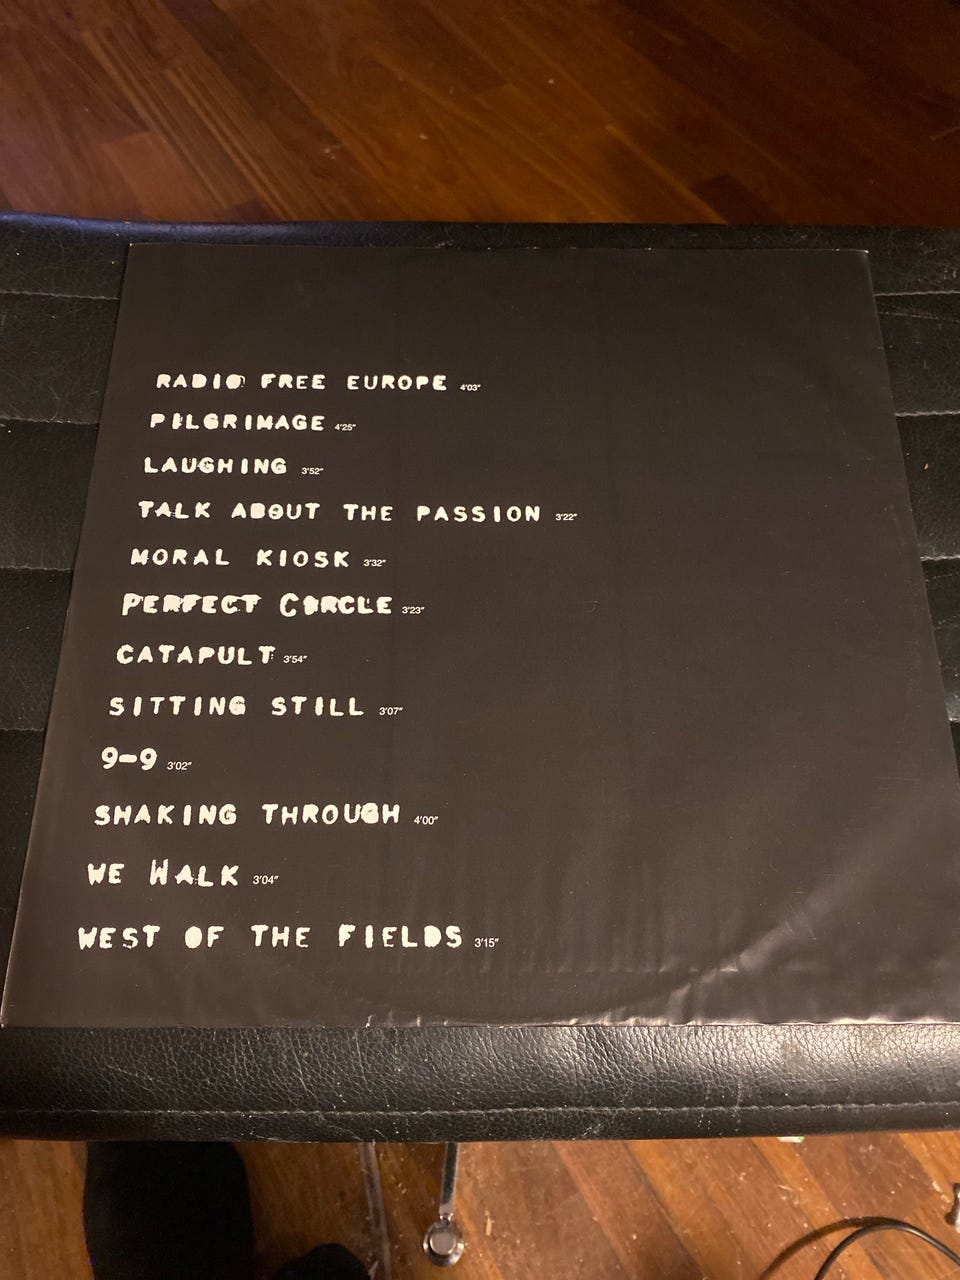 RADIO FREE EUROPE 4'03"
PILGRIMAGE 4'25"
LAUGHING 3'52"
TALK ABOUT THE PASSION 3'22"
MORAL KIOSK 3'32"
PERFECT CIRCLE 3'23"
CATAPULT 3'54"
SITTING STILL 3'07"
9-9 3'02"
SHAKING THROUGH 4'00"
WE WALK 3'04"
WEST OF THE FIELDS 3'15"